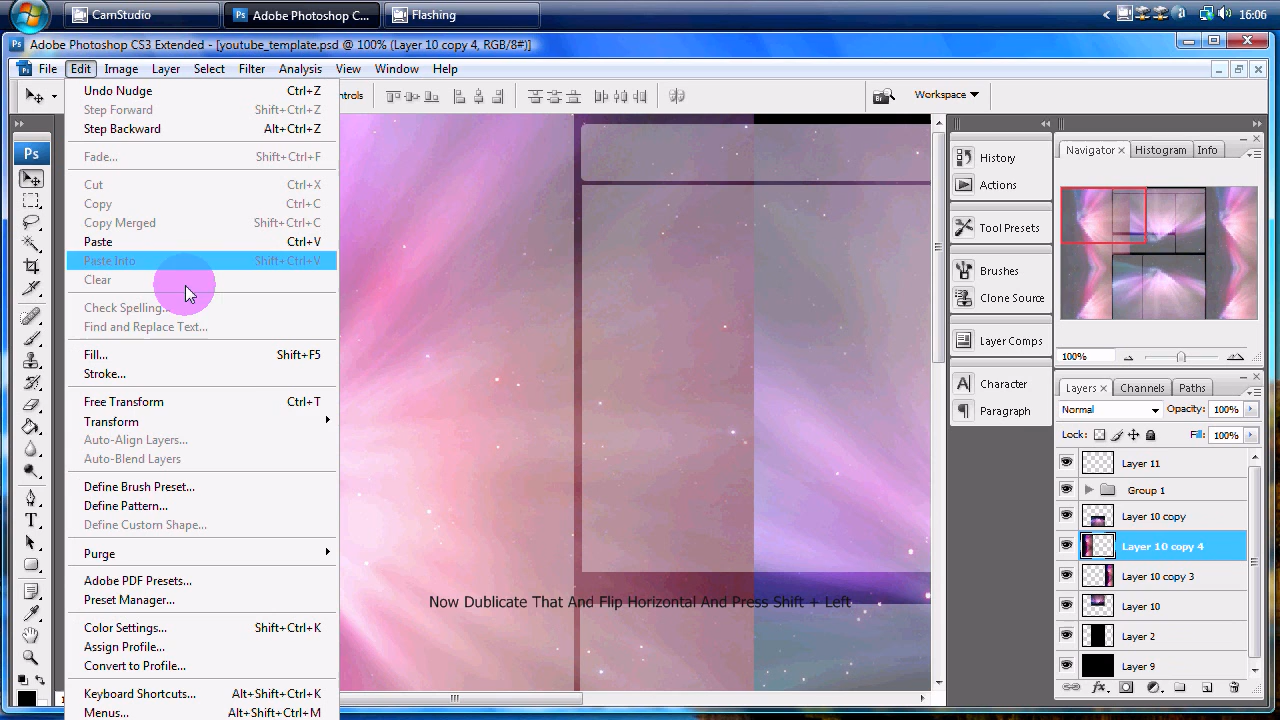 CamStudio
Adobe Photoshop C...
Flashing
16:06
Adobe Photoshop CS3 Extended - [youtube_template.psd @ 100% (Layer 10 copy 4, RGB/8#)]
File Edit Image Layer Select Filter Analysis View Window Help
ntrols
Workspace
Undo Nudge Ctrl+Z
Step Forward Shift+Ctrl+Z
Step Backward Alt+Ctrl+Z
Fade... Shift+Ctrl+F
Cut Ctrl+X
Copy Ctrl+C
Copy Merged Shift+Ctrl+C
Paste Ctrl+V
Paste Into Shift+Ctrl+V
Clear
Check Spelling...
Find and Replace Text...
Fill... Shift+F5
Stroke...
Free Transform Ctrl+T
Transform
Auto-Align Layers...
Auto-Blend Layers
Define Brush Preset...
Define Pattern...
Define Custom Shape...
Purge
Adobe PDF Presets...
Preset Manager...
Color Settings... Shift+Ctrl+K
Assign Profile...
Convert to Profile...
Keyboard Shortcuts... Alt+Shift+Ctrl+K
Menus... Alt+Shift+Ctrl+M
Ps
Now Dublicate That And Flip Horizontal And Press Shift + Left
History
Actions
Tool Presets
Brushes
Clone Source
Layer Comps
Character
Paragraph
Navigator Histogram Info
100%
Layers Channels Paths
Normal Opacity: 100%
Lock: Fill: 100%
Layer 11
Group 1
Layer 10 copy
Layer 10 copy 4
Layer 10 copy 3
Layer 10
Layer 2
Layer 9